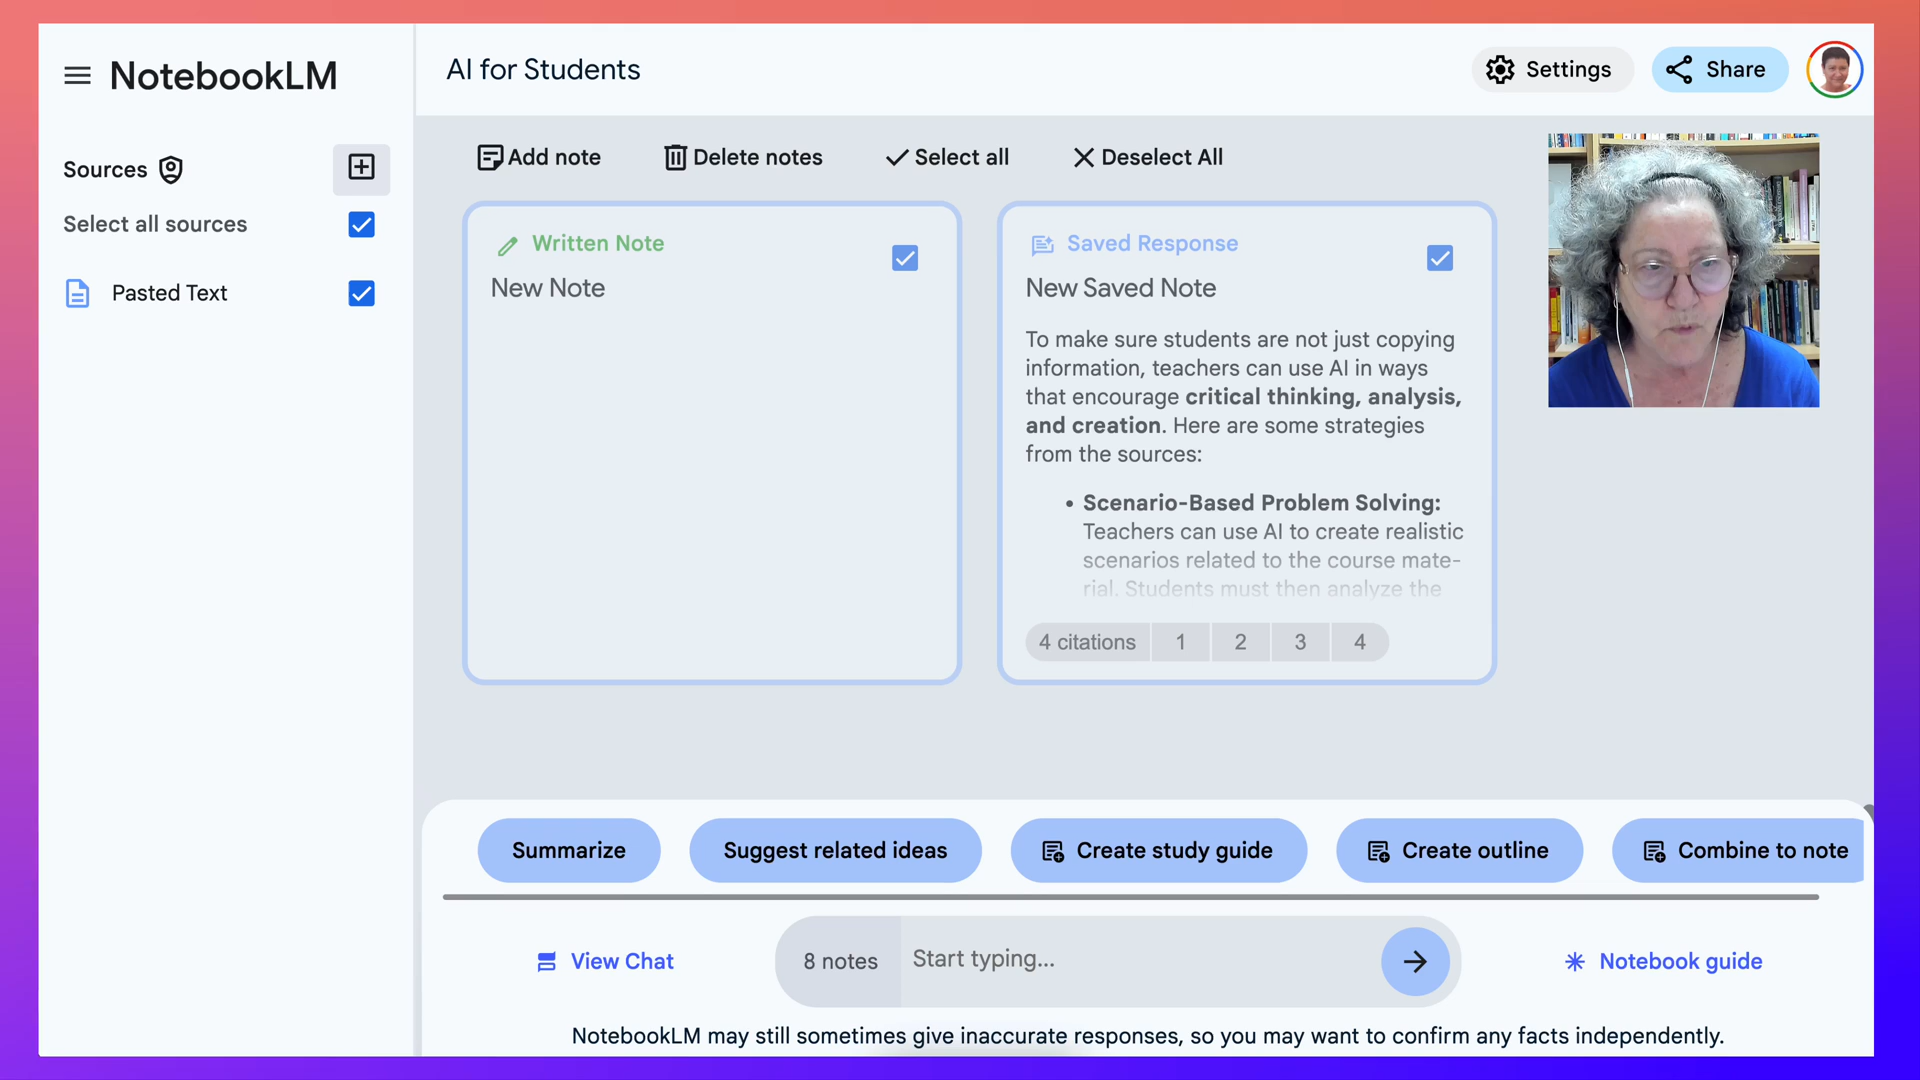 NotebookLM
AI for Students
Settings
Share
Sources
Select all sources
Pasted Text
Add note
Delete notes
Select all
Deselect All
Written Note
New Note
Saved Response
New Saved Note
To make sure students are not just copying
information, teachers can use AI in ways
that encourage critical thinking, analysis,
and creation. Here are some strategies
from the sources:
• Scenario-Based Problem Solving:
Teachers can use AI to create realistic
scenarios related to the course mate-
rial. Students must then analyze the
4 citations 1 2 3 4
Summarize
Suggest related ideas
Create study guide
Create outline
Combine to note
View Chat
8 notes
Start typing...
Notebook guide
NotebookLM may still sometimes give inaccurate responses, so you may want to confirm any facts independently.